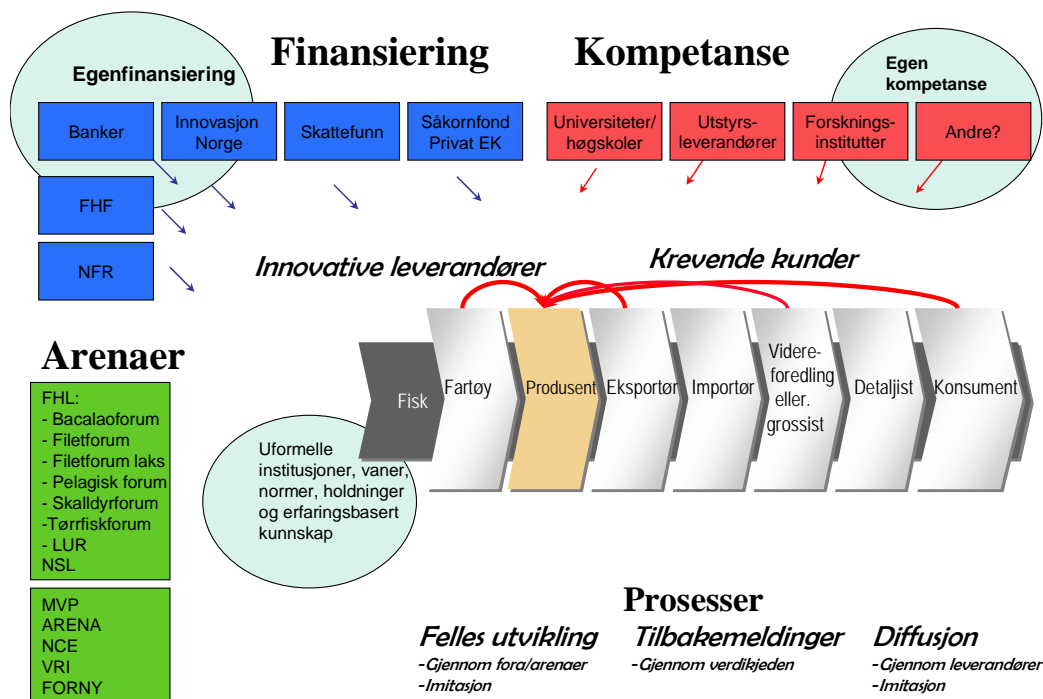 Finansiering
Kompetanse
Egenfinansiering
Egen
kompetanse
Banker
Innovasjon
Norge
Skattefunn
Såkornfond
Privat EK
Universiteter/
høgskoler
Utstyrs-
leverandører
Forsknings-
institutter
Andre?
FHF
NFR
Innovative leverandører
Krevende kunder
Arenaer
Fisk
Fartøy
Produsent
Eksportør
Importør
Videre-
foredling
eller.
grossist
Detaljist
Konsument
FHL:
- Bacalaoforum
- Filetforum
- Filetforum laks
- Pelagisk forum
- Skalldyrforum
-Tørrfiskforum
- LUR
NSL
Uformelle
institusjoner, vaner,
normer, holdninger
og erfaringsbasert
kunnskap
MVP
ARENA
NCE
VRI
FORNY
Prosesser
Felles utvikling
-Gjennom fora/arenaer
-Imitasjon
Tilbakemeldinger
-Gjennom verdikjeden
Diffusjon
-Gjennom leverandører
-Imitasjon